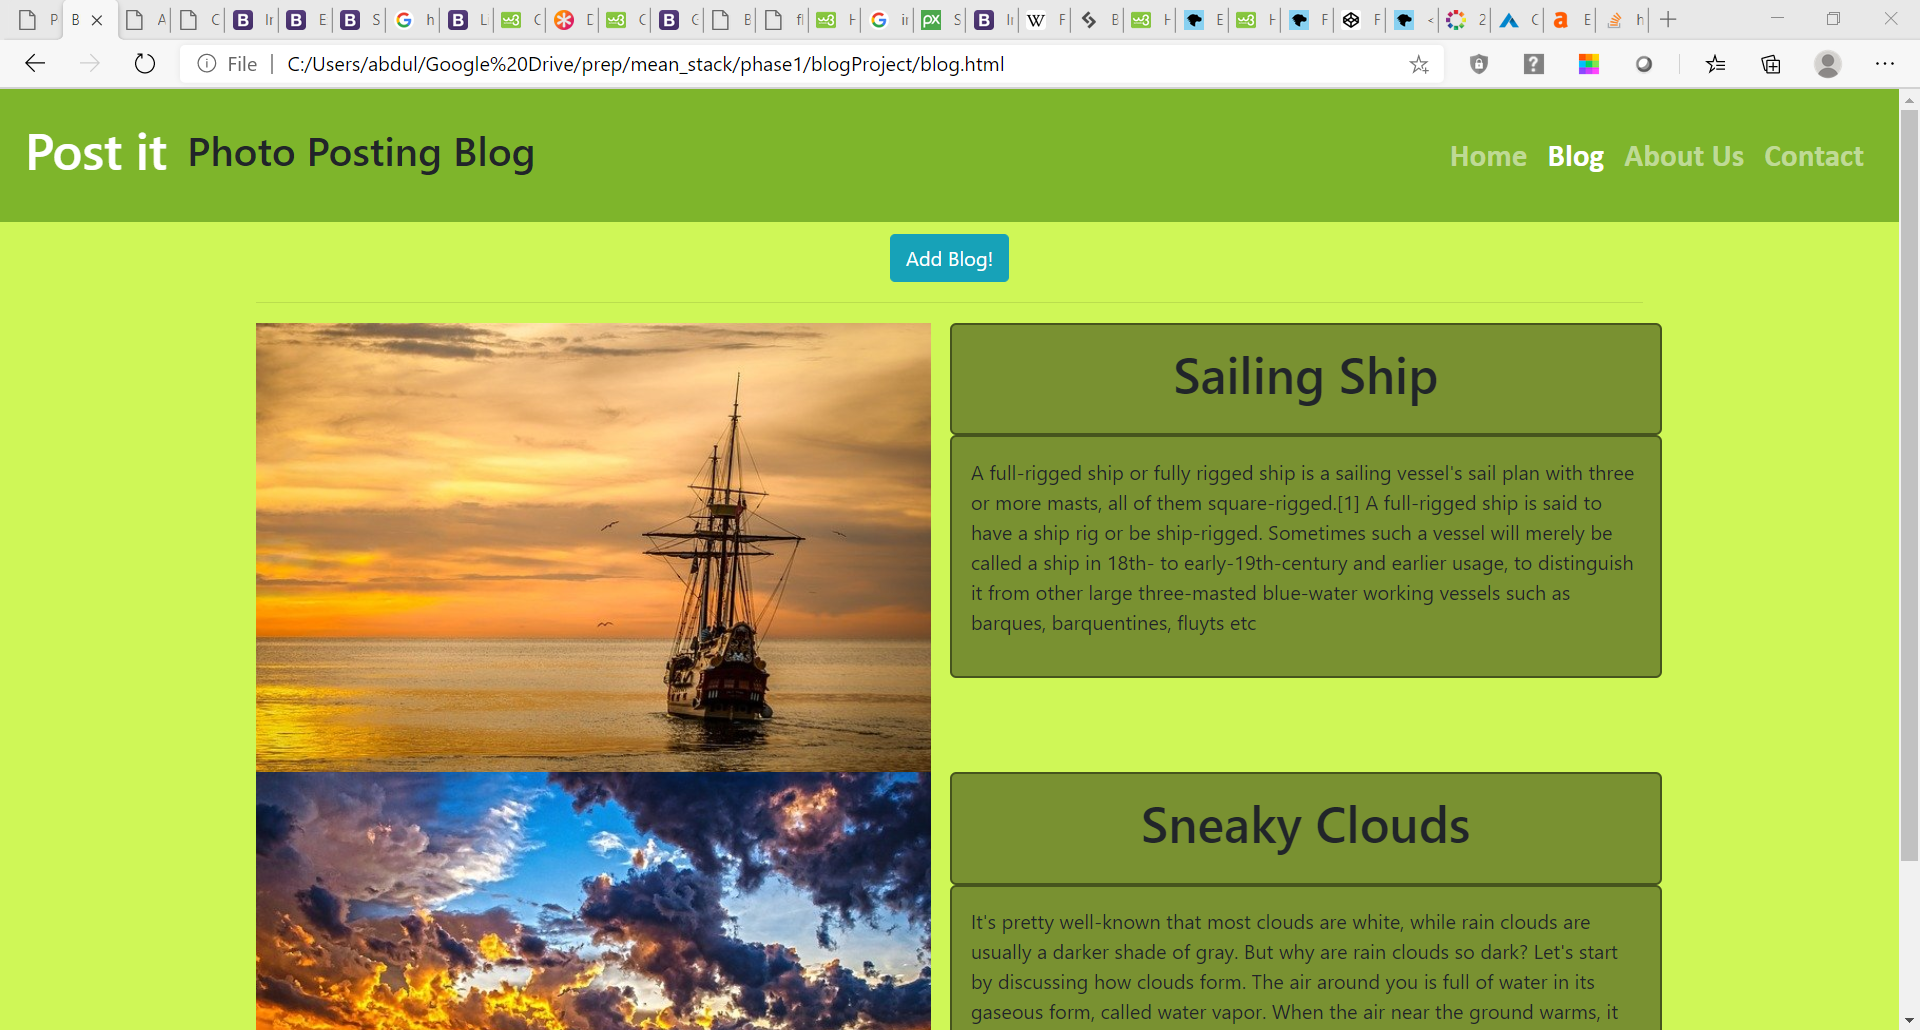 File C:/Users/abdul/Google%20Drive/prep/mean_stack/phase1/blogProject/blog.html
Post it Photo Posting Blog
Home Blog About Us Contact
Add Blog!
Sailing Ship
A full-rigged ship or fully rigged ship is a sailing vessel's sail plan with three
or more masts, all of them square-rigged.[1] A full-rigged ship is said to
have a ship rig or be ship-rigged. Sometimes such a vessel will merely be
called a ship in 18th- to early-19th-century and earlier usage, to distinguish
it from other large three-masted blue-water working vessels such as
barques, barquentines, fluyts etc
Sneaky Clouds
It's pretty well-known that most clouds are white, while rain clouds are
usually a darker shade of gray. But why are rain clouds so dark? Let's start
by discussing how clouds form. The air around you is full of water in its
gaseous form, called water vapor. When the air near the ground warms, it